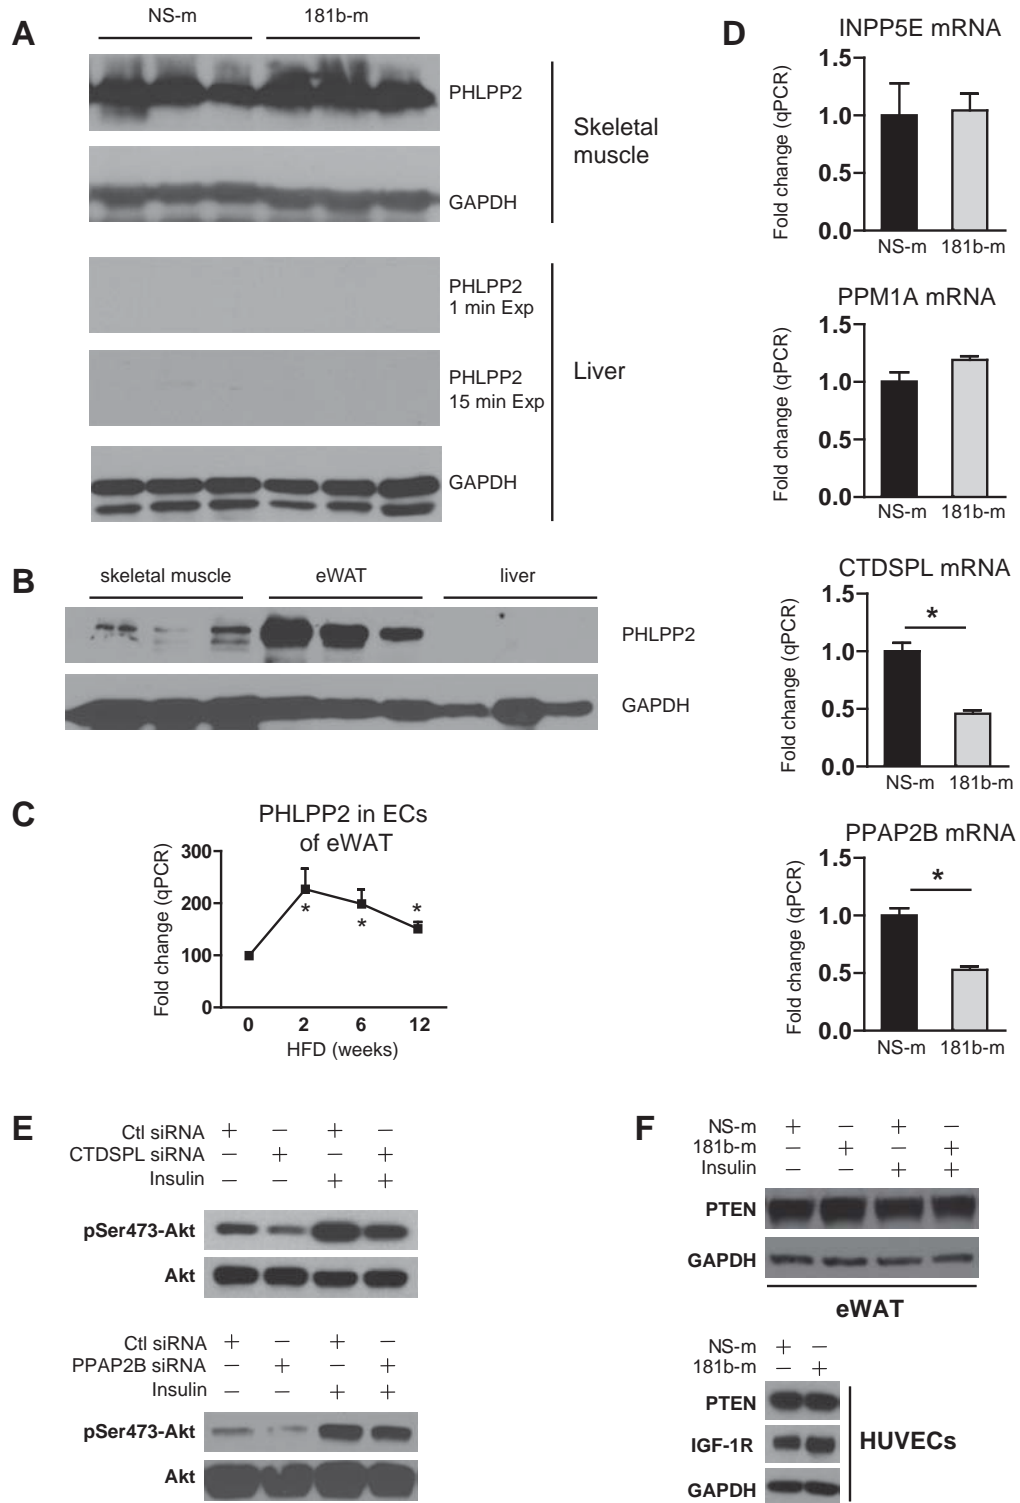 A
NS-m 181b-m
PHLPP2
GAPDH
Skeletal
muscle
PHLPP2
1 min Exp
PHLPP2
15 min Exp
GAPDH
Liver
B
skeletal muscle eWAT liver
PHLPP2
GAPDH
C
PHLPP2 in ECs
of eWAT
Fold change (qPCR)
300
200
100
0
* * *
0 2 6 12
HFD (weeks)
D
INPP5E mRNA
Fold change (qPCR)
1.5
1.0
0.5
0.0
NS-m 181b-m
PPM1A mRNA
Fold change (qPCR)
1.5
1.0
0.5
0.0
NS-m 181b-m
CTDSPL mRNA
Fold change (qPCR)
1.5
1.0
0.5
0.0
*
NS-m 181b-m
PPAP2B mRNA
Fold change (qPCR)
1.5
1.0
0.5
0.0
*
NS-m 181b-m
E
Ctl siRNA + − + −
CTDSPL siRNA − + − +
Insulin − − + +
pSer473-Akt
Akt
Ctl siRNA + − + −
PPAP2B siRNA − + − +
Insulin − − + +
pSer473-Akt
Akt
F
NS-m + − + −
181b-m − + − +
Insulin − − + +
PTEN
GAPDH
eWAT
NS-m + −
181b-m − +
PTEN
IGF-1R
GAPDH
HUVECs